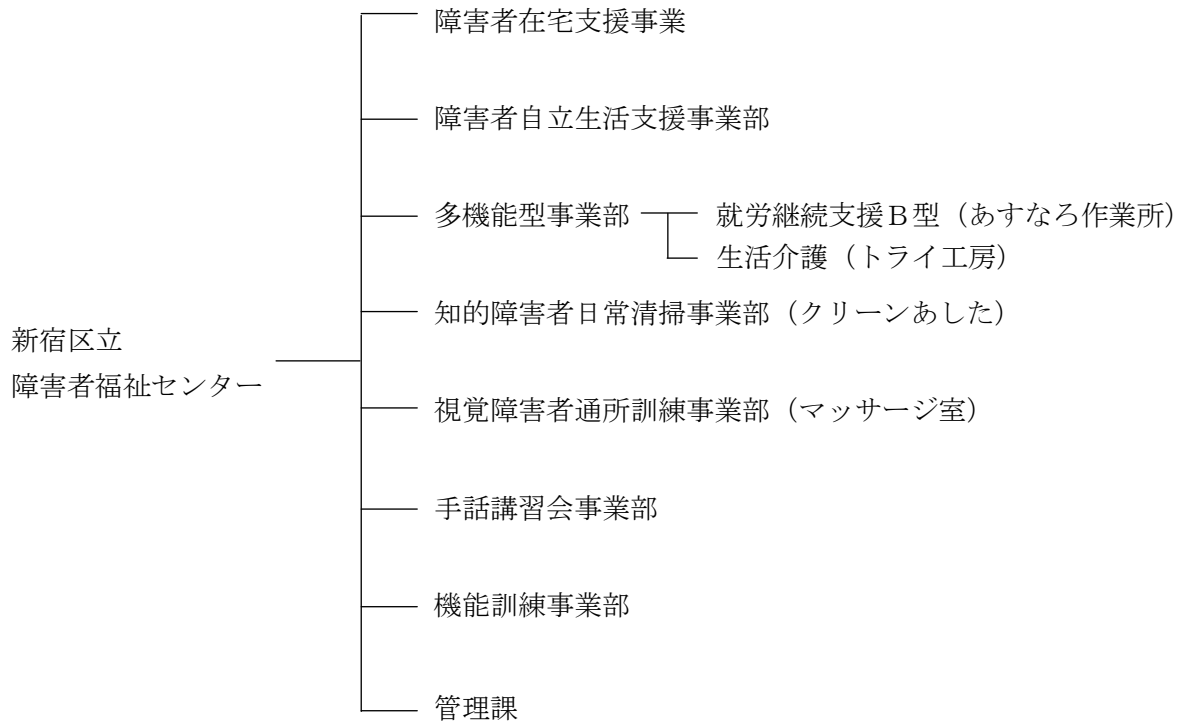 障害者在宅支援事業
障害者自立生活支援事業部
多機能型事業部
就労継続支援Ｂ型（あすなろ作業所）
生活介護（トライ工房）
知的障害者日常清掃事業部（クリーンあした）
新宿区立
障害者福祉センター
視覚障害者通所訓練事業部（マッサージ室）
手話講習会事業部
機能訓練事業部
管理課